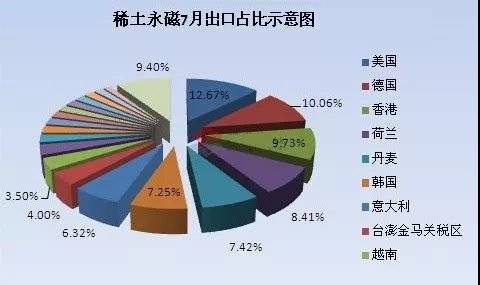 稀土永磁7月出口占比示意图
9.40%
12.67%
10.06%
9.73%
8.41%
7.42%
7.25%
6.32%
4.00%
3.50%
美国
德国
香港
荷兰
丹麦
韩国
意大利
台澎金马关税区
越南